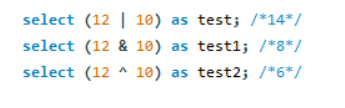 select (12 | 10) as test; /*14*/
select (12 & 10) as test1; /*8*/
select (12 ^ 10) as test2; /*6*/